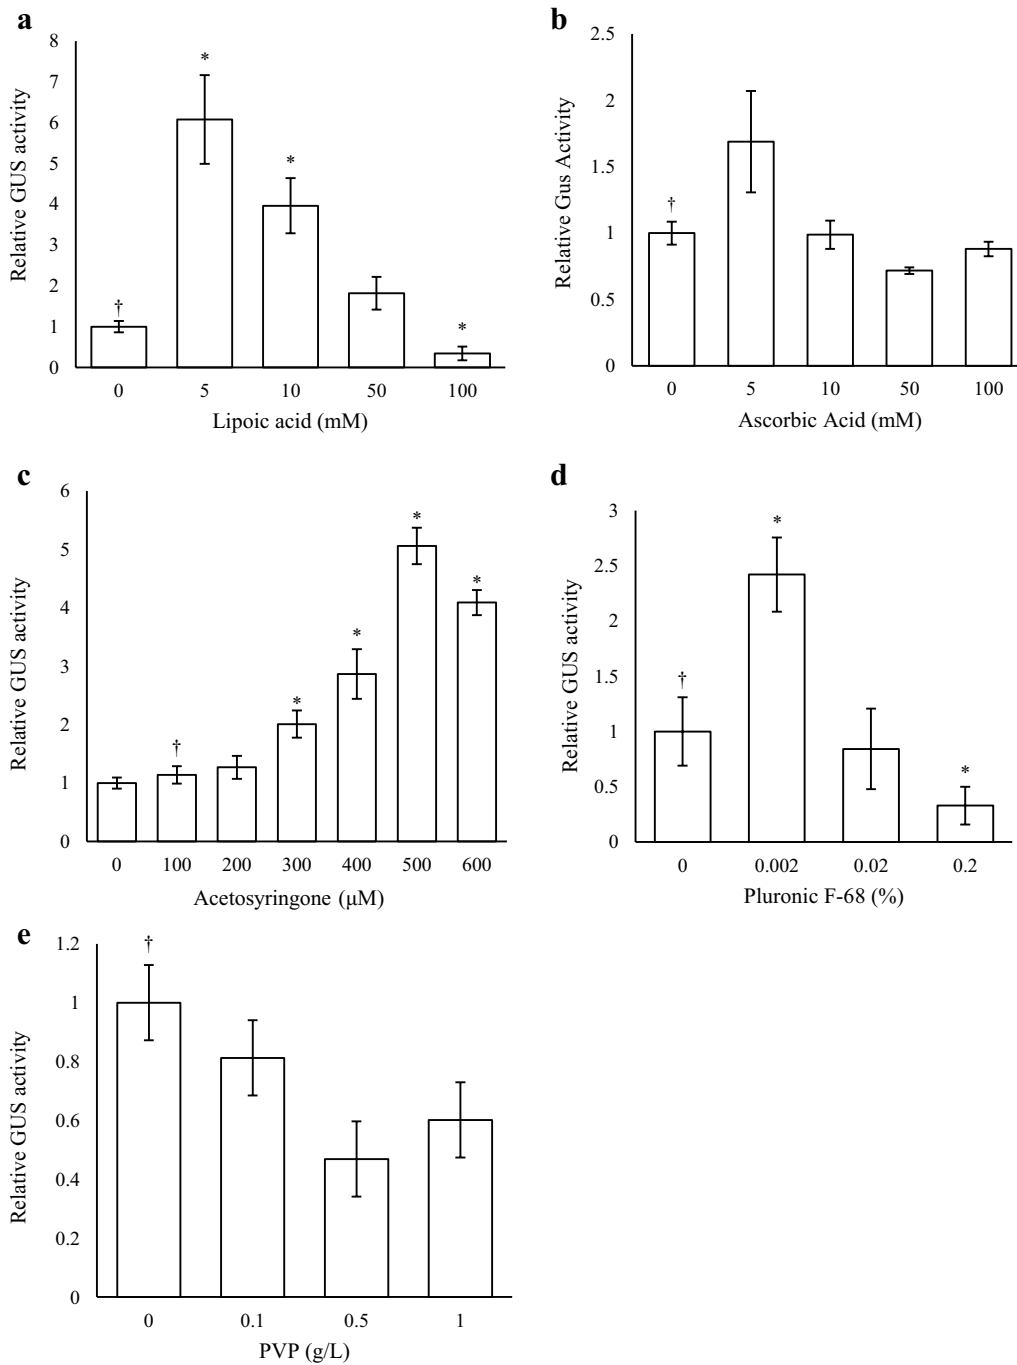 a
8
7
6
5
4
3
2
1
0
Relative GUS activity
†
*
*
*
0 5 10 50 100
Lipoic acid (mM)
b
2.5
2
1.5
1
0.5
0
Relative Gus Activity
†
0 5 10 50 100
Ascorbic Acid (mM)
c
6
5
4
3
2
1
0
Relative GUS activity
†
*
*
*
*
0 100 200 300 400 500 600
Acetosyringone (μM)
d
3
2.5
2
1.5
1
0.5
0
Relative GUS activity
†
*
*
0 0.002 0.02 0.2
Pluronic F-68 (%)
e
1.2
1
0.8
0.6
0.4
0.2
0
Relative GUS activity
†
0 0.1 0.5 1
PVP (g/L)